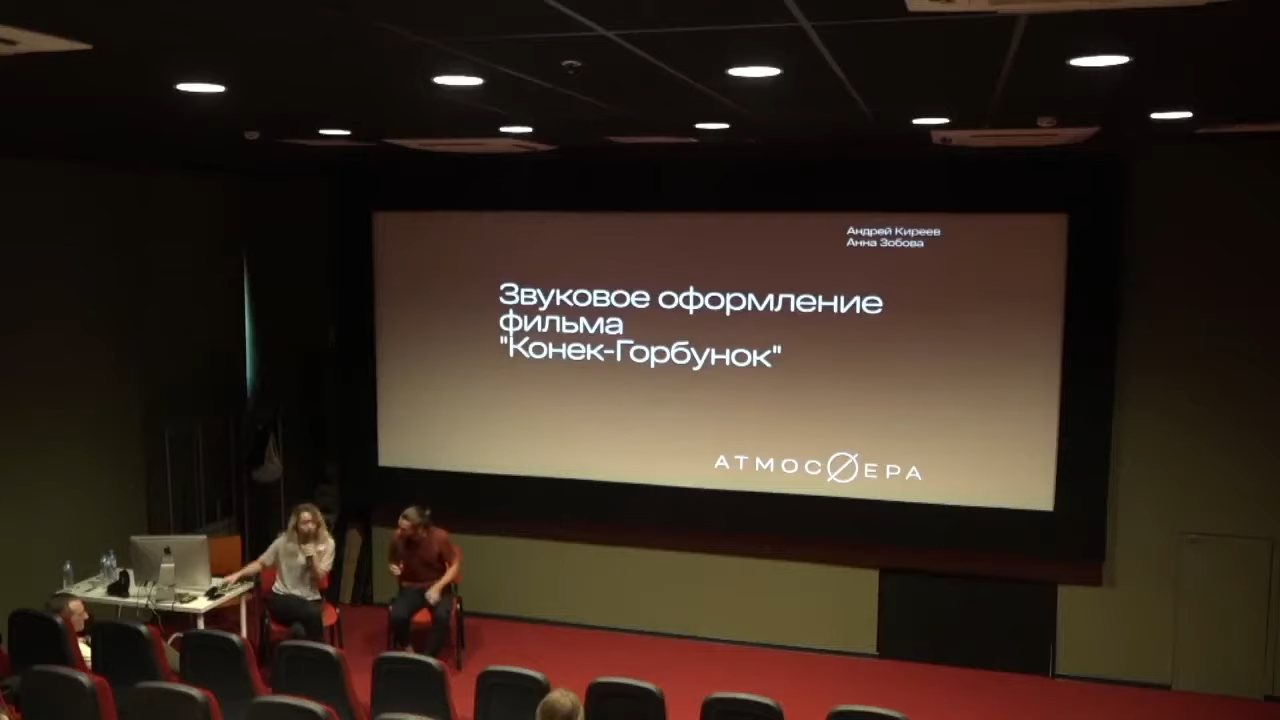 Андрей Киреев
Анна Зобова
Звуковое оформление
фильма
"Конек-Горбунок"
АТМОСФЕРА